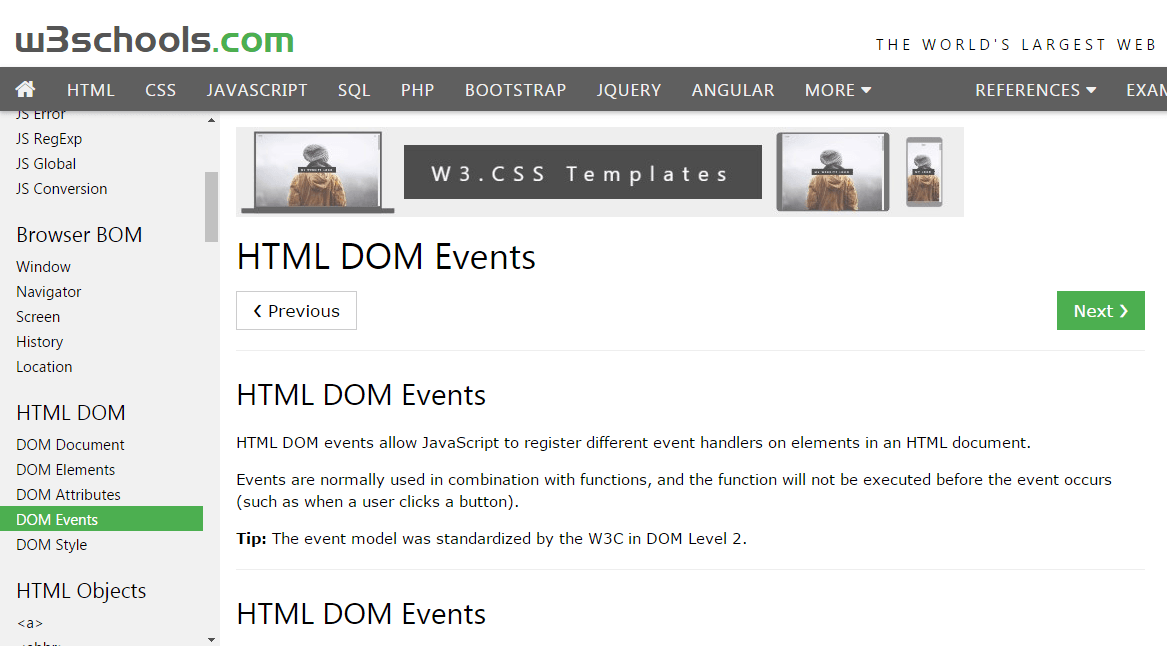 w3schools.com
THE WORLD'S LARGEST WEB
HTML CSS JAVASCRIPT SQL PHP BOOTSTRAP JQUERY ANGULAR MORE REFERENCES EXAM
JS Error
JS RegExp
JS Global
JS Conversion
Browser BOM
Window
Navigator
Screen
History
Location
HTML DOM
DOM Document
DOM Elements
DOM Attributes
DOM Events
DOM Style
HTML Objects
<a>
W3.CSS Templates
HTML DOM Events
❮ Previous
Next ❯
HTML DOM Events
HTML DOM events allow JavaScript to register different event handlers on elements in an HTML document.
Events are normally used in combination with functions, and the function will not be executed before the event occurs
(such as when a user clicks a button).
Tip: The event model was standardized by the W3C in DOM Level 2.
HTML DOM Events